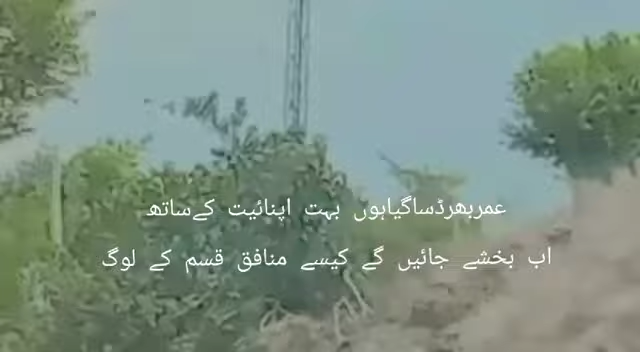 عمربھرڈساگیاہوں بہت اپنائیت کےساتھ
اب بخشے جائیں گے کیسے منافق قسم کے لوگ